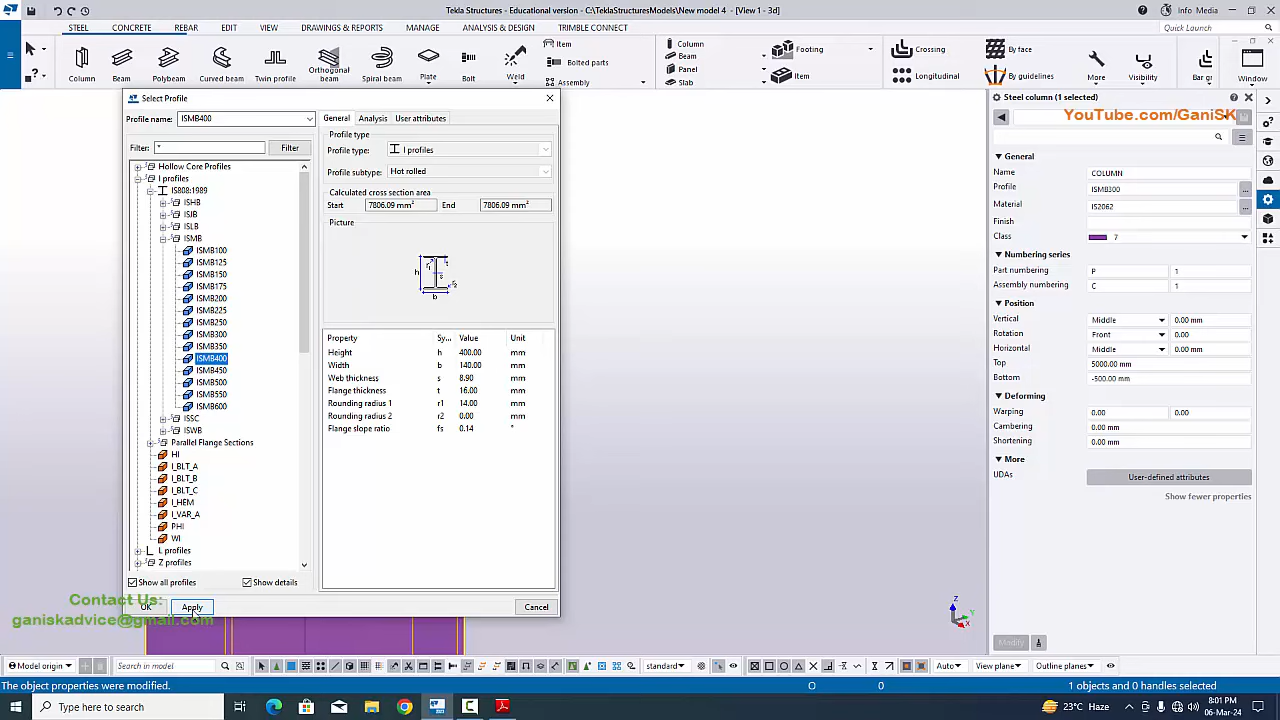 Tekla Structures - Educational version - C:\TeklaStructuresModels\New model 4 - [View 1 - 3d]
Info Media
STEEL
CONCRETE
REBAR
EDIT
VIEW
DRAWINGS & REPORTS
MANAGE
ANALYSIS & DESIGN
TRIMBLE CONNECT
Quick Launch
Column
Beam
Polybeam
Curved beam
Twin profile
Orthogonal beam
Spiral beam
Plate
Bolt
Weld
Item
Bolted parts
Assembly
Column
Beam
Panel
Slab
Footing
Item
Crossing
Longitudinal
By face
By guidelines
More
Visibility
Bar gr
Window
Select Profile
Profile name:
ISMB400
Filter:
*
Filter
Hollow Core Profiles
I profiles
IS808:1989
ISHB
ISJB
ISLB
ISMB
ISMB100
ISMB125
ISMB150
ISMB175
ISMB200
ISMB225
ISMB250
ISMB300
ISMB350
ISMB400
ISMB450
ISMB500
ISMB550
ISMB600
ISSC
ISWB
Parallel Flange Sections
HI
I_BLT_A
I_BLT_B
I_BLT_C
I_HEM
I_VAR_A
PHI
WI
L profiles
Z profiles
Show all profiles
Show details
OK
Apply
Cancel
General
Analysis
User attributes
Profile type
Profile type:
I profiles
Profile subtype:
Hot rolled
Calculated cross section area
Start
7806.09 mm²
End
7806.09 mm²
Picture
h
b
Property Sy... Value Unit
Height h 400.00 mm
Width b 140.00 mm
Web thickness s 8.90 mm
Flange thickness t 16.00 mm
Rounding radius 1 r1 14.00 mm
Rounding radius 2 r2 0.00 mm
Flange slope ratio fs 0.14 °
Steel column (1 selected)
YouTube.com/GaniSK
General
Name COLUMN
Profile ISMB300
Material IS2062
Finish
Class 7
Numbering series
Part numbering P 1
Assembly numbering C 1
Position
Vertical Middle 0.00 mm
Rotation Front 0.00
Horizontal Middle 0.00 mm
Top 5000.00 mm
Bottom -500.00 mm
Deforming
Warping 0.00 0.00
Cambering 0.00 mm
Shortening 0.00 mm
More
UDAs User-defined attributes
Show fewer properties
Modify
Contact Us:
ganiskadvice@gmail.com
Z
Y
X
Model origin
Search in model
standard
Auto
View plane
Outline planes
The object properties were modified.
O
0
1 objects and 0 handles selected
Type here to search
23°C Haze
8:01 PM
06-Mar-24